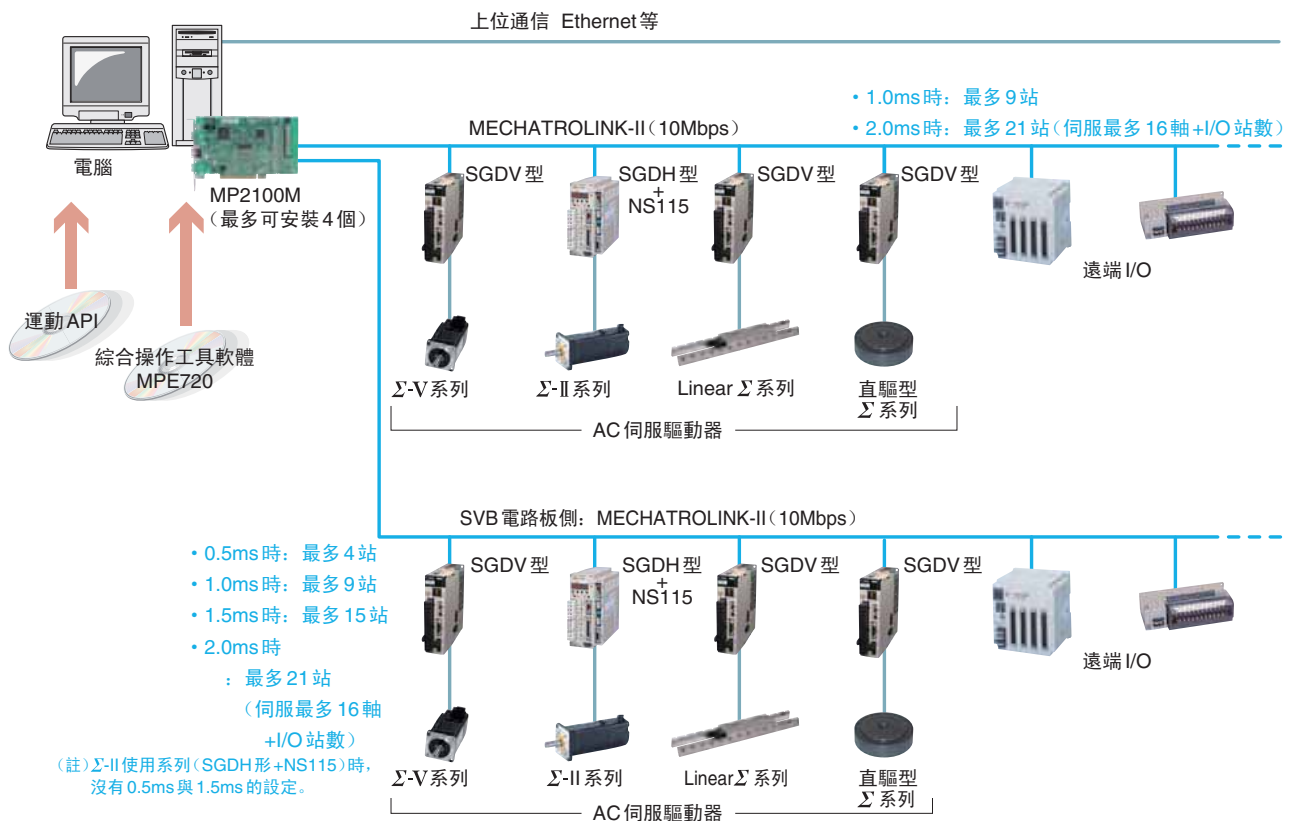 上位通信 Ethernet等
・1.0ms時：最多9站
・2.0ms時：最多21站（伺服最多16軸+I/O站數）
MECHATROLINK-II（10Mbps）
電腦
MP2100M
（最多可安裝4個）
SGDV型
SGDH型
+
NS115
SGDV型
SGDV型
遠端I/O
運動API
綜合操作工具軟體
MPE720
Σ-V系列
Σ-II系列
Linear Σ系列
直驅型
Σ系列
AC伺服驅動器
SVB電路板側：MECHATROLINK-II（10Mbps）
・0.5ms時：最多4站
・1.0ms時：最多9站
・1.5ms時：最多15站
・2.0ms時
：最多21站
（伺服最多16軸
+I/O站數）
（註）Σ-II使用系列（SGDH形+NS115）時，
沒有0.5ms與1.5ms的設定。
SGDV型
SGDH型
+
NS115
SGDV型
SGDV型
遠端I/O
Σ-V系列
Σ-II系列
LinearΣ系列
直驅型
Σ系列
AC伺服驅動器